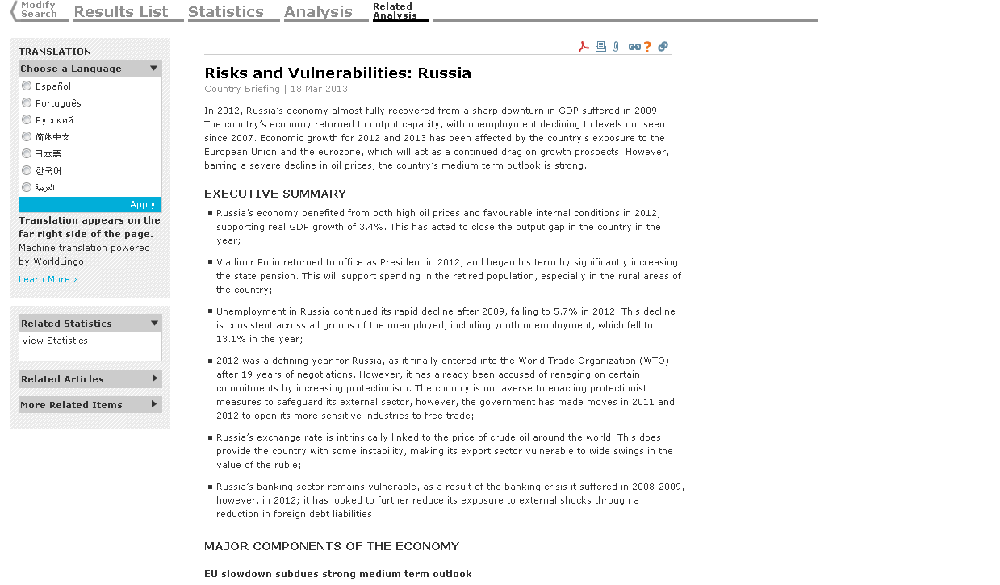 Modify
Search
Results List
Statistics
Analysis
Related
Analysis
TRANSLATION
Choose a Language
Español
Português
Русский
简体中文
日本語
한국어
العربية
Apply
Translation appears on the
far right side of the page.
Machine translation powered
by WorldLingo.
Learn More ›
Related Statistics
View Statistics
Related Articles
More Related Items
?
Risks and Vulnerabilities: Russia
Country Briefing | 18 Mar 2013
In 2012, Russia's economy almost fully recovered from a sharp downturn in GDP suffered in 2009.
The country's economy returned to output capacity, with unemployment declining to levels not seen
since 2007. Economic growth for 2012 and 2013 has been affected by the country's exposure to the
European Union and the eurozone, which will act as a continued drag on growth prospects. However,
barring a severe decline in oil prices, the country's medium term outlook is strong.
EXECUTIVE SUMMARY
Russia's economy benefited from both high oil prices and favourable internal conditions in 2012,
supporting real GDP growth of 3.4%. This has acted to close the output gap in the country in the
year;
Vladimir Putin returned to office as President in 2012, and began his term by significantly increasing
the state pension. This will support spending in the retired population, especially in the rural areas of
the country;
Unemployment in Russia continued its rapid decline after 2009, falling to 5.7% in 2012. This decline
is consistent across all groups of the unemployed, including youth unemployment, which fell to
13.1% in the year;
2012 was a defining year for Russia, as it finally entered into the World Trade Organization (WTO)
after 19 years of negotiations. However, it has already been accused of reneging on certain
commitments by increasing protectionism. The country is not averse to enacting protectionist
measures to safeguard its external sector, however, the government has made moves in 2011 and
2012 to open its more sensitive industries to free trade;
Russia's exchange rate is intrinsically linked to the price of crude oil around the world. This does
provide the country with some instability, making its export sector vulnerable to wide swings in the
value of the ruble;
Russia's banking sector remains vulnerable, as a result of the banking crisis it suffered in 2008-2009,
however, in 2012; it has looked to further reduce its exposure to external shocks through a
reduction in foreign debt liabilities.
MAJOR COMPONENTS OF THE ECONOMY
EU slowdown subdues strong medium term outlook